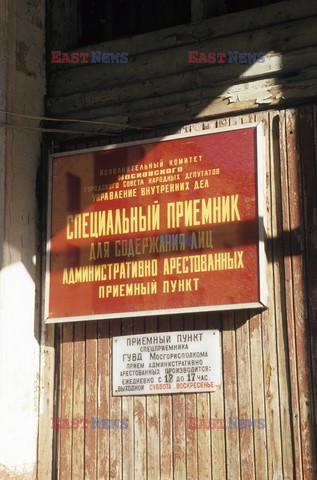 EAST NEWS
EAST NEWS
ИСПОЛНИТЕЛЬНЫЙ КОМИТЕТ
МОСКОВСКОГО
ГОРОДСКОГО СОВЕТА НАРОДНЫХ ДЕПУТАТОВ
УПРАВЛЕНИЕ ВНУТРЕННИХ ДЕЛ
СПЕЦИАЛЬНЫЙ ПРИЕМНИК
ДЛЯ СОДЕРЖАНИЯ ЛИЦ
АДМИНИСТРАТИВНО АРЕСТОВАННЫХ
ПРИЕМНЫЙ ПУНКТ
ПРИЕМНЫЙ ПУНКТ
СПЕЦПРИЕМНИКА
ГУВД Мосгорисполкома
ПРИЕМ АДМИНИСТРАТИВНО
АРЕСТОВАННЫХ ПРОИЗВОДИТСЯ:
ЕЖЕДНЕВНО С ДО 17 ЧАС
ВЫХОДНОЙ СУББОТА, ВОСКРЕСЕНЬЕ
EAST NEWS
EAST NEWS